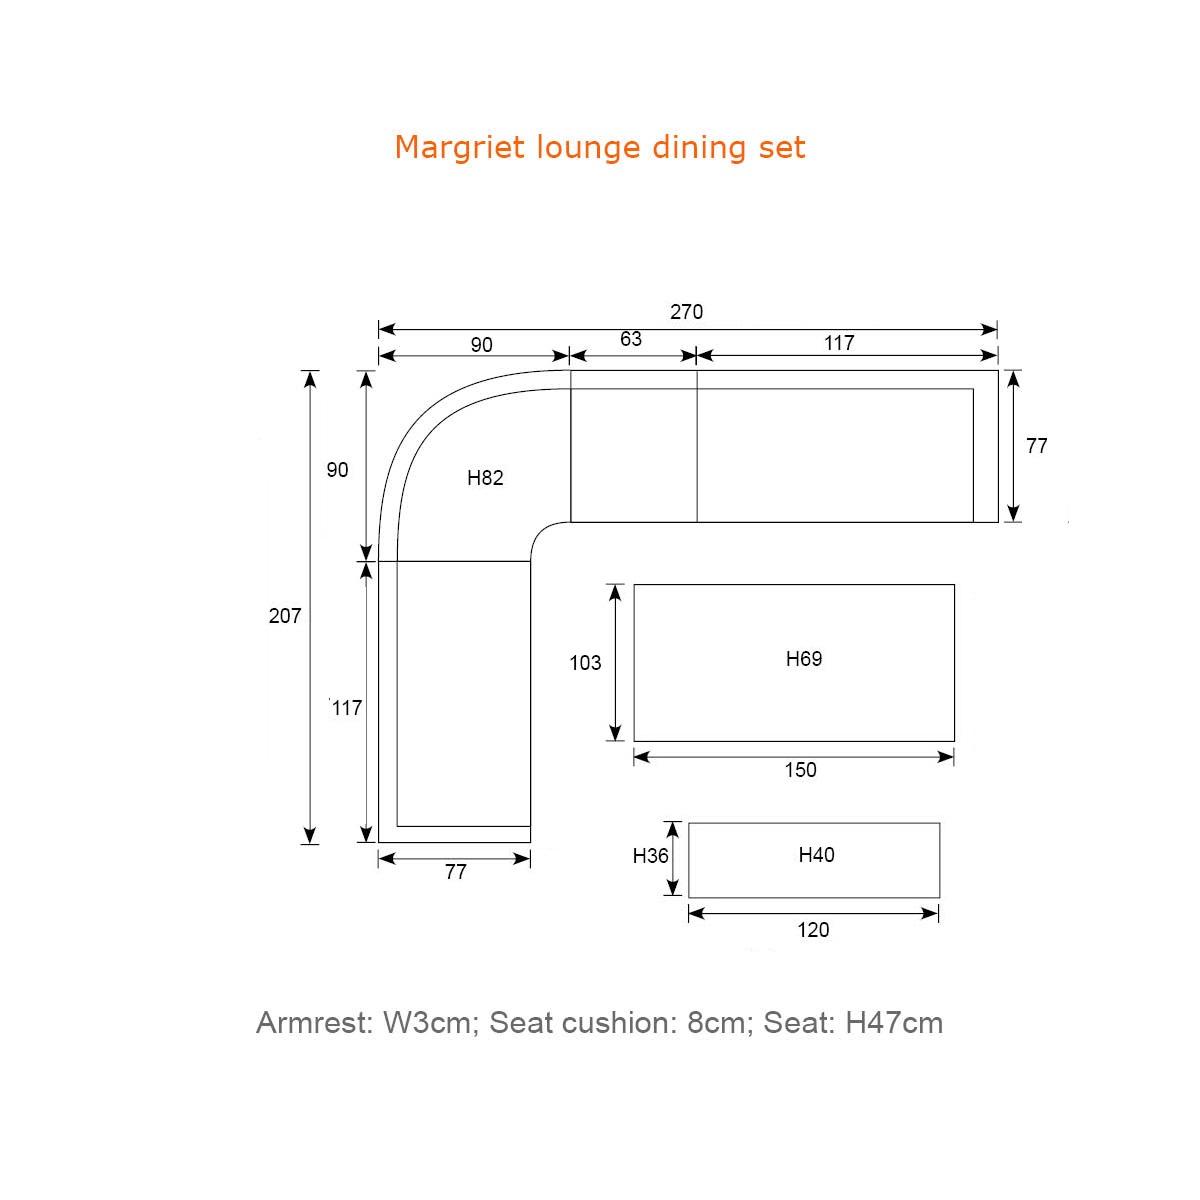 Margriet lounge dining set
270
90
63
117
90
H82
77
207
117
77
103
H69
150
H36
H40
120
Armrest: W3cm; Seat cushion: 8cm; Seat: H47cm